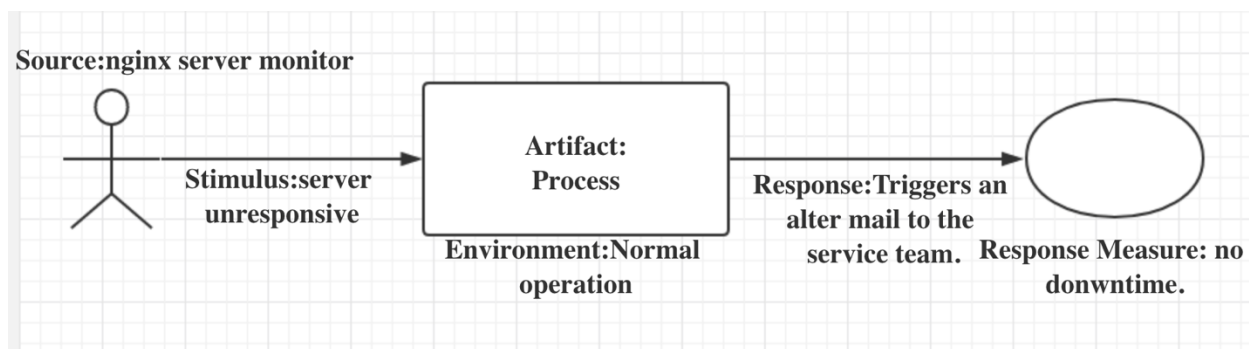 Source:nginx server monitor
Stimulus:server
unresponsive
Artifact:
Process
Environment:Normal
operation
Response:Triggers an
alter mail to the
service team.
Response Measure: no
donwntime.